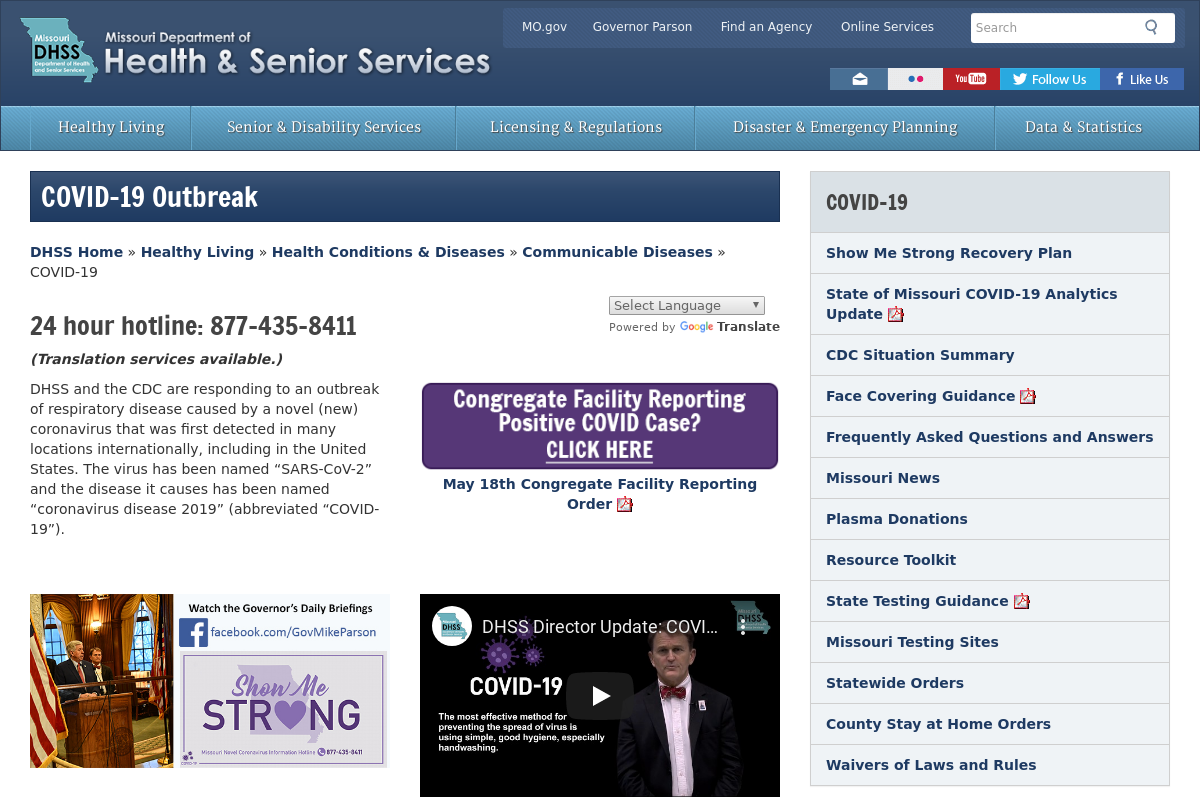 MO.gov
Governor Parson
Find an Agency
Online Services
Search
Missouri
DHSS
Department of Health
and Senior Services
Missouri Department of
Health & Senior Services
YouTube
Follow Us
Like Us
Healthy Living
Senior & Disability Services
Licensing & Regulations
Disaster & Emergency Planning
Data & Statistics
COVID-19 Outbreak
DHSS Home » Healthy Living » Health Conditions & Diseases » Communicable Diseases »
COVID-19
Select Language
Powered by Google Translate
24 hour hotline: 877-435-8411
(Translation services available.)
DHSS and the CDC are responding to an outbreak
of respiratory disease caused by a novel (new)
coronavirus that was first detected in many
locations internationally, including in the United
States. The virus has been named “SARS-CoV-2”
and the disease it causes has been named
“coronavirus disease 2019” (abbreviated “COVID-
19”).
Congregate Facility Reporting
Positive COVID Case?
CLICK HERE
May 18th Congregate Facility Reporting
Order
Watch the Governor's Daily Briefings
facebook.com/GovMikeParson
Show Me
STRONG
Missouri Novel Coronavirus Information Hotline 877-435-8411
DHSS
DHSS Director Update: COVI...
DHSS
COVID-19
The most effective method for
preventing the spread of virus is
using simple, good hygiene, especially
handwashing.
COVID-19
Show Me Strong Recovery Plan
State of Missouri COVID-19 Analytics
Update
CDC Situation Summary
Face Covering Guidance
Frequently Asked Questions and Answers
Missouri News
Plasma Donations
Resource Toolkit
State Testing Guidance
Missouri Testing Sites
Statewide Orders
County Stay at Home Orders
Waivers of Laws and Rules